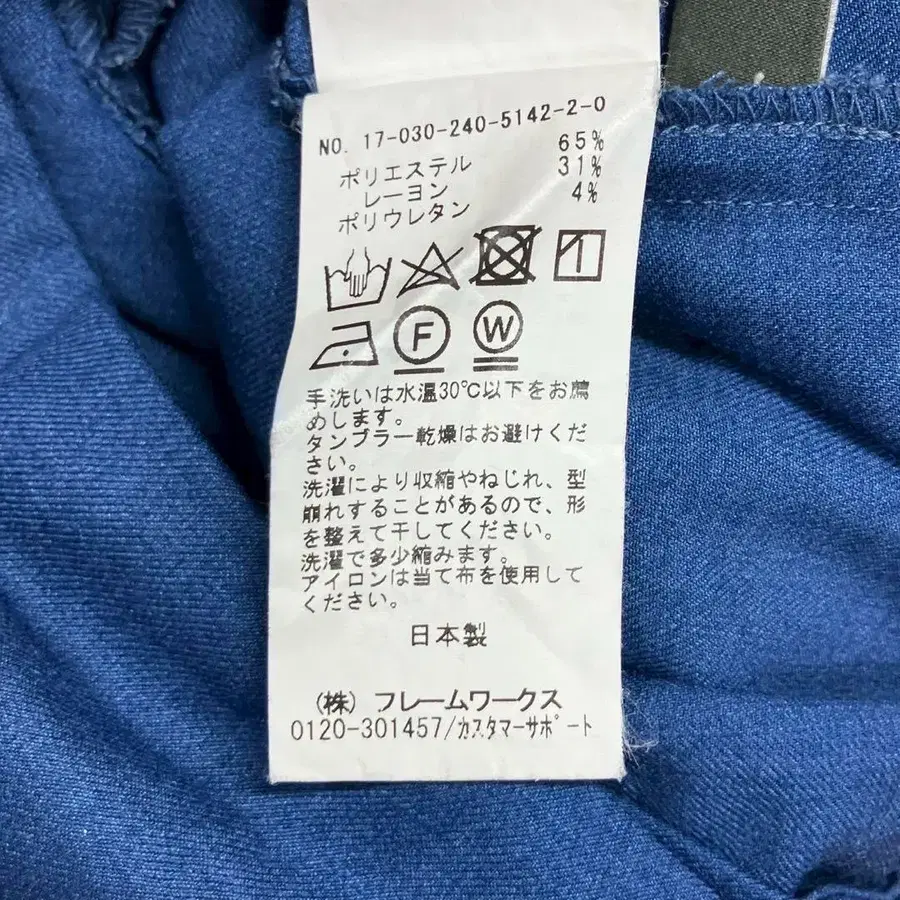 NO. 17-030-240-5142-2-0
ポリエステル 65%
レーヨン 31%
ポリウレタン 4%
F W
手洗いは水温30℃以下をお薦
めします。
タンブラー乾燥はお避けくだ
さい。
洗濯により収縮やねじれ、型
崩れすることがあるので、形
を整えて干してください。
洗濯で多少縮みます。
アイロンは当て布を使用して
ください。
日本製
(株) フレームワークス
0120-301457/ｶｽﾀﾏｰｻﾎﾟｰﾄ